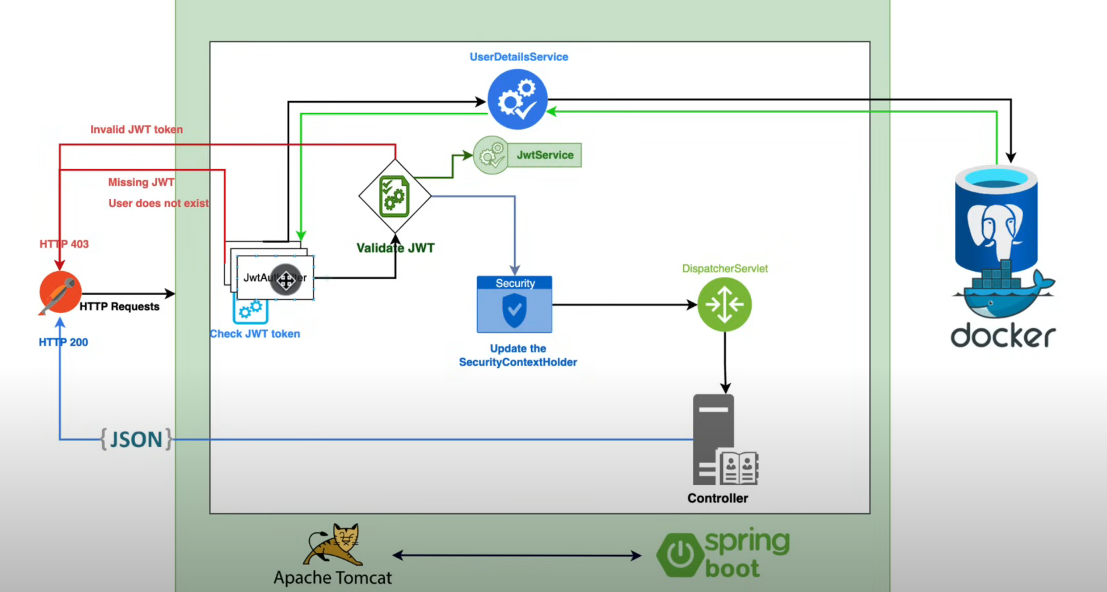 UserDetailsService
Invalid JWT token
JwtService
Missing JWT
User does not exist
HTTP 403
Validate JWT
DispatcherServlet
HTTP Requests
Security
Check JWT token
HTTP 200
Update the
SecurityContextHolder
docker
{JSON}
Controller
Apache Tomcat
spring
boot